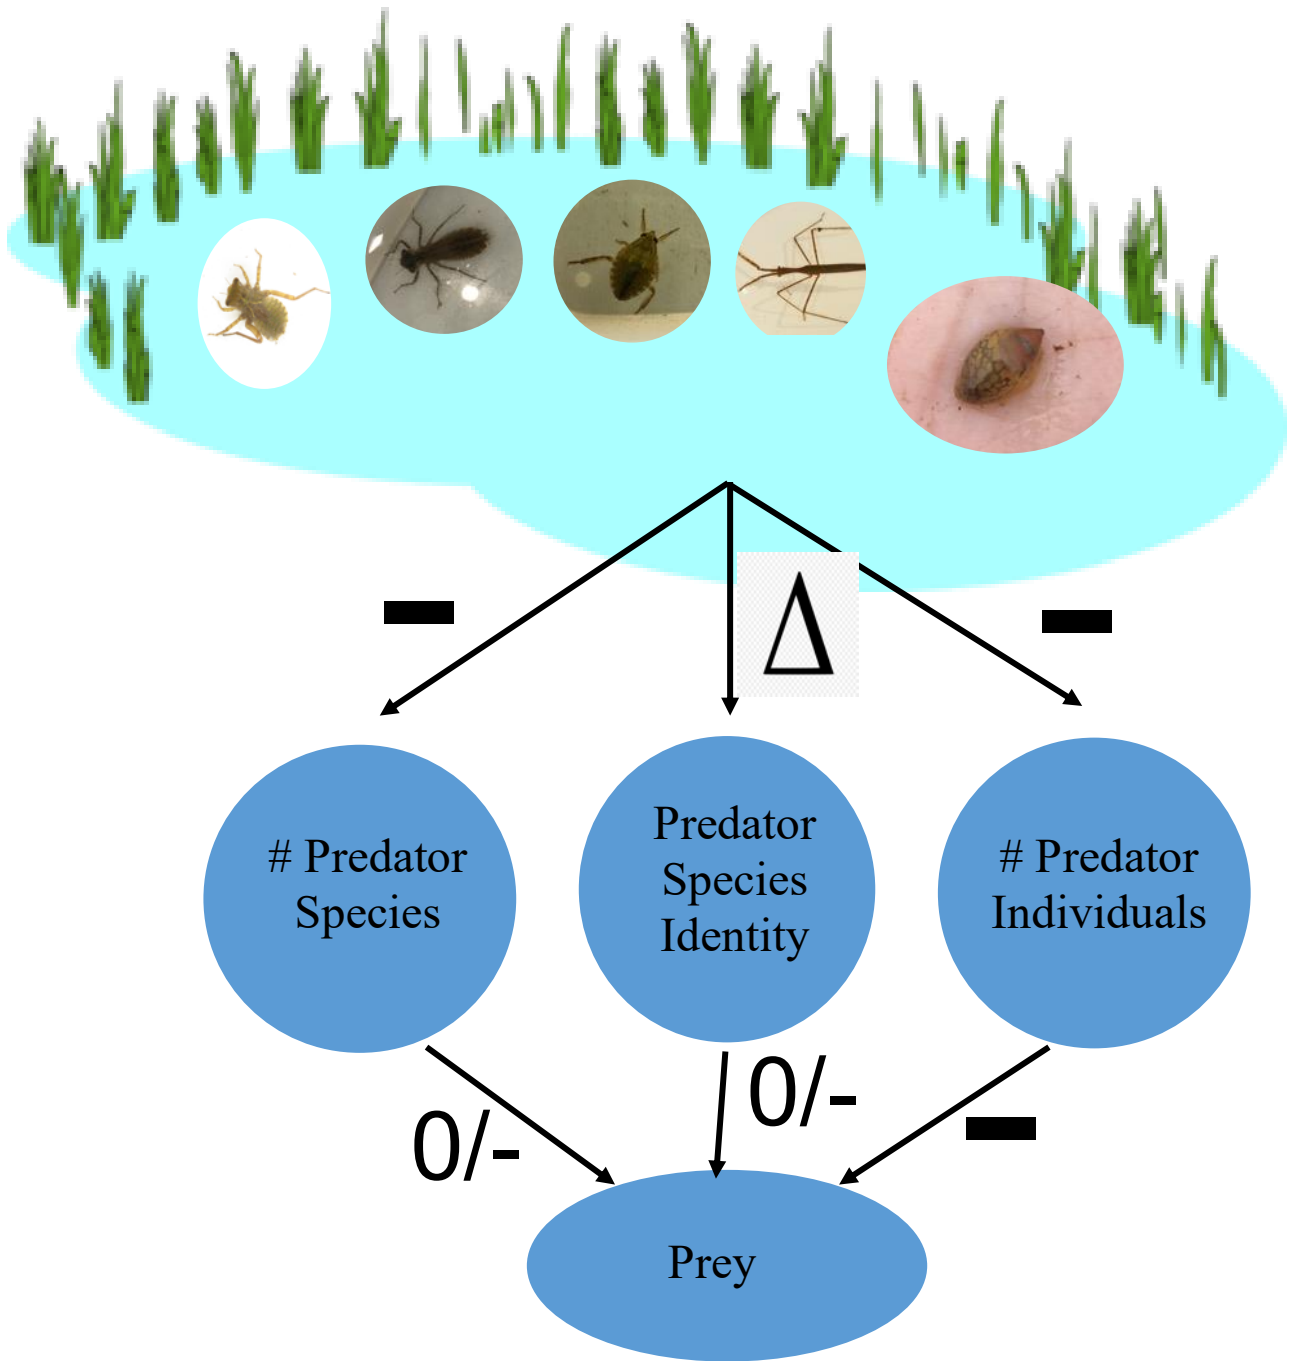 -
Δ
-
# Predator
Species
Predator
Species
Identity
# Predator
Individuals
0/-
0/-
-
Prey